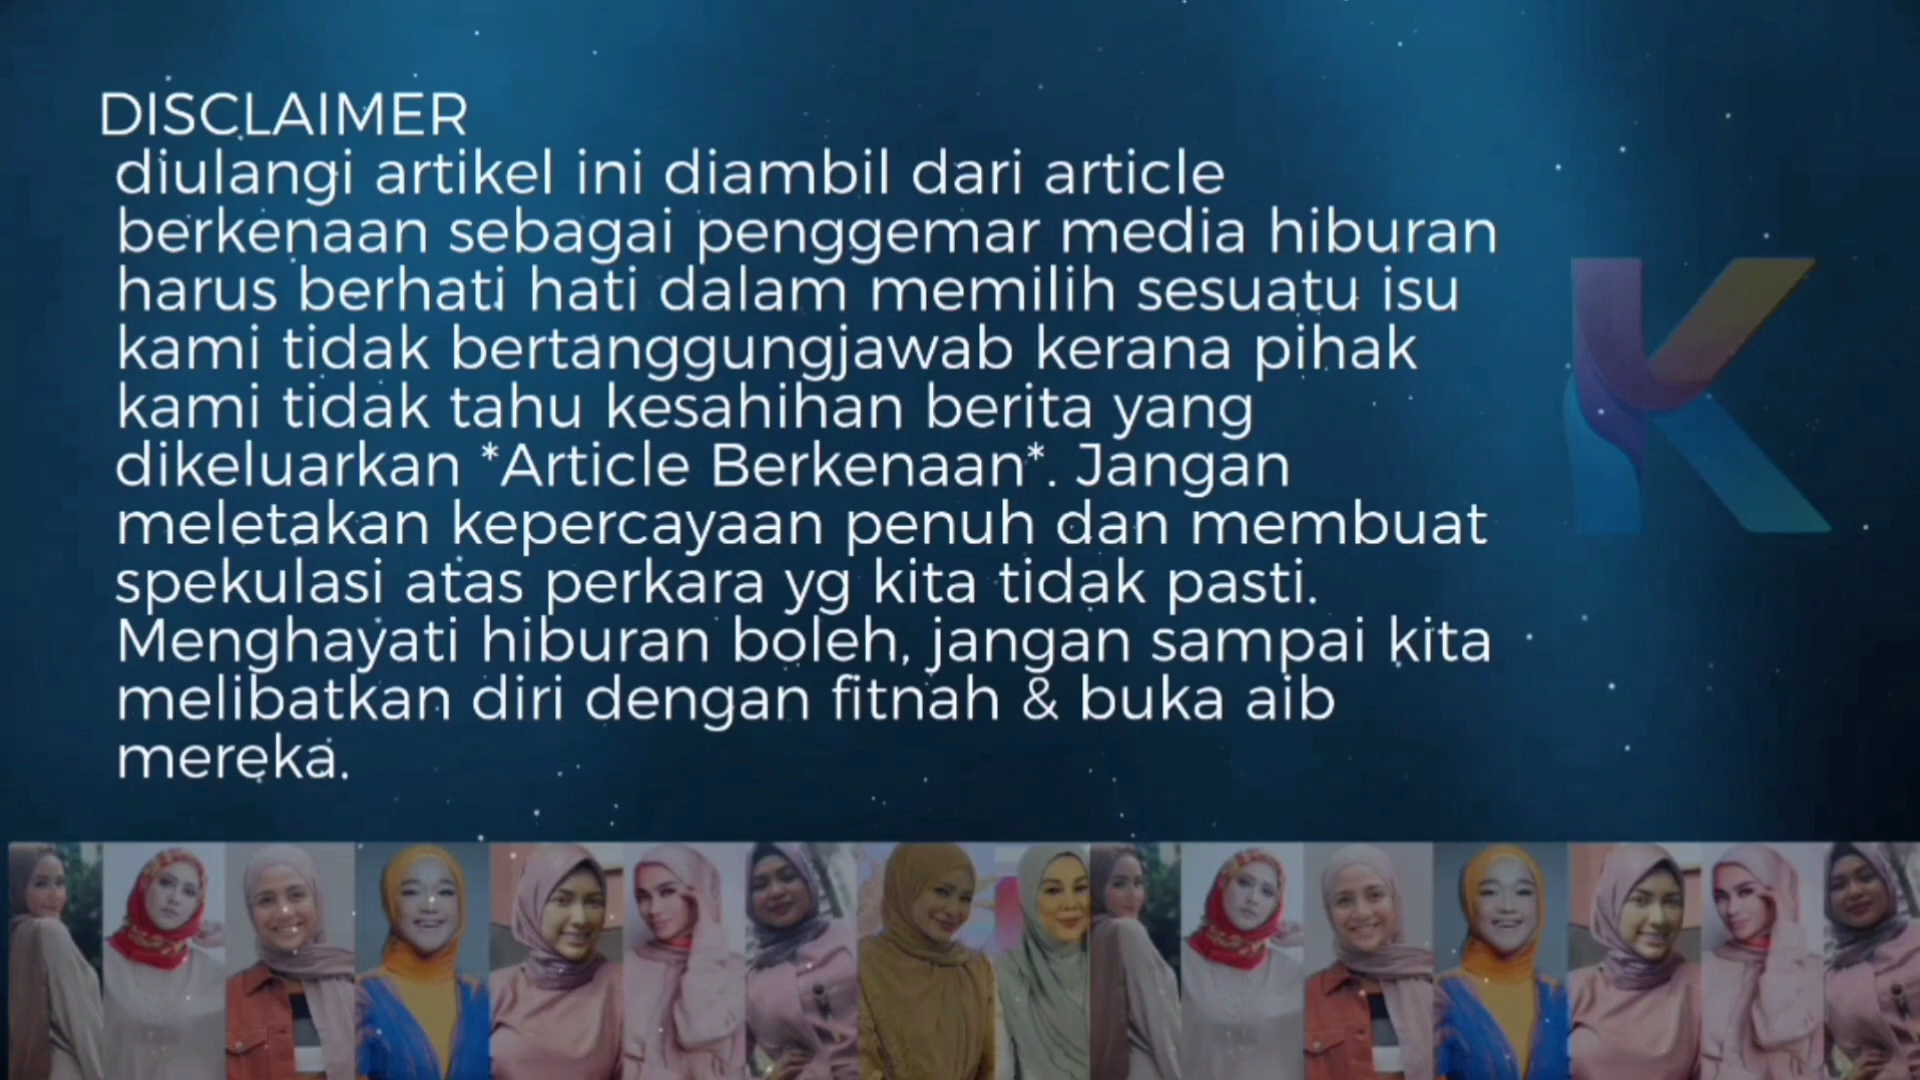 DISCLAIMER
diulangi artikel ini diambil dari article
berkenaan sebagai penggemar media hiburan
harus berhati hati dalam memilih sesuatu isu
kami tidak bertanggungjawab kerana pihak
kami tidak tahu kesahihan berita yang
dikeluarkan *Article Berkenaan*. Jangan
meletakan kepercayaan penuh dan membuat
spekulasi atas perkara yg kita tidak pasti.
Menghayati hiburan boleh, jangan sampai kita
melibatkan diri dengan fitnah & buka aib
mereka.
K